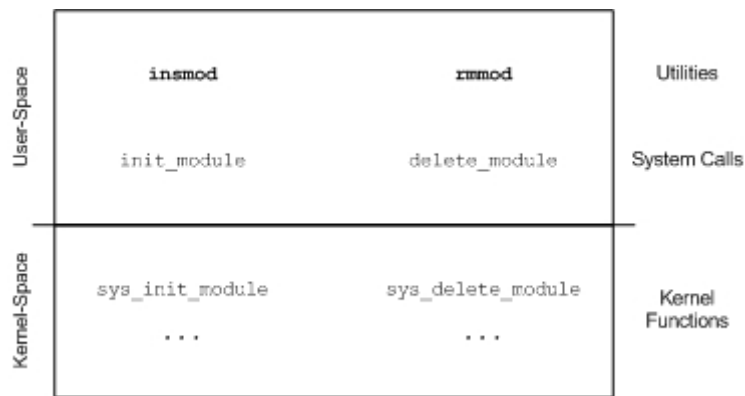 User-Space
insmod
rmmod
Utilities
init_module
delete_module
System Calls
Kernel-Space
sys_init_module
sys_delete_module
Kernel
Functions
...
...